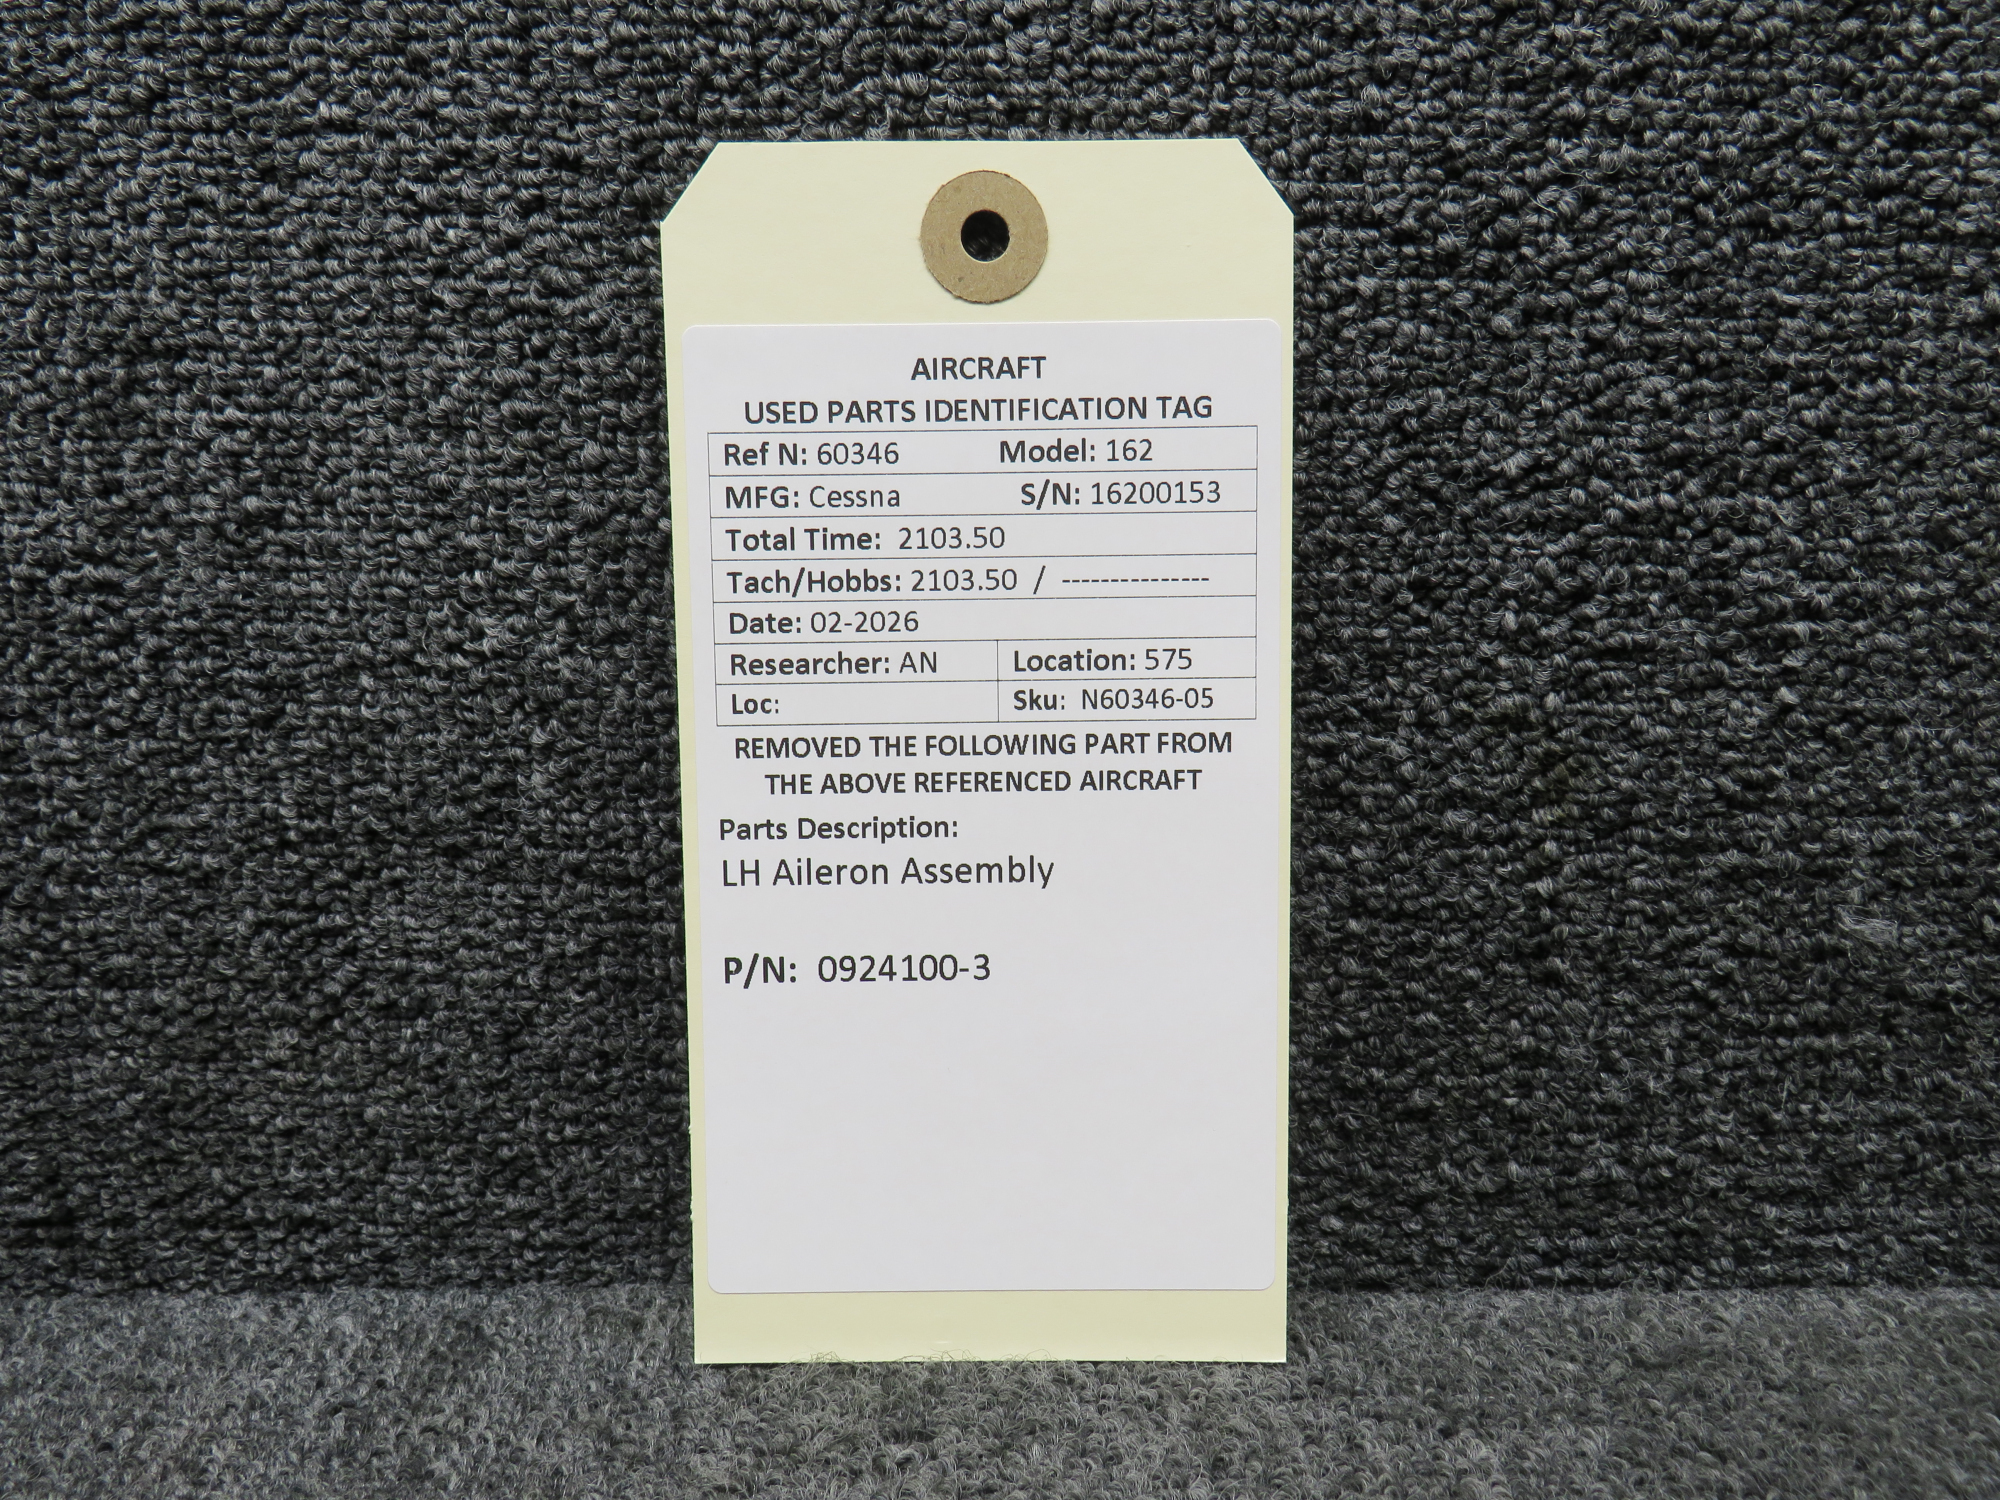 AIRCRAFT
USED PARTS IDENTIFICATION TAG
Ref N: 60346 Model: 162
MFG: Cessna S/N: 16200153
Total Time: 2103.50
Tach/Hobbs: 2103.50 / ---------------
Date: 02-2026
Researcher: AN Location: 575
Loc: Sku: N60346-05
REMOVED THE FOLLOWING PART FROM
THE ABOVE REFERENCED AIRCRAFT
Parts Description:
LH Aileron Assembly
P/N: 0924100-3